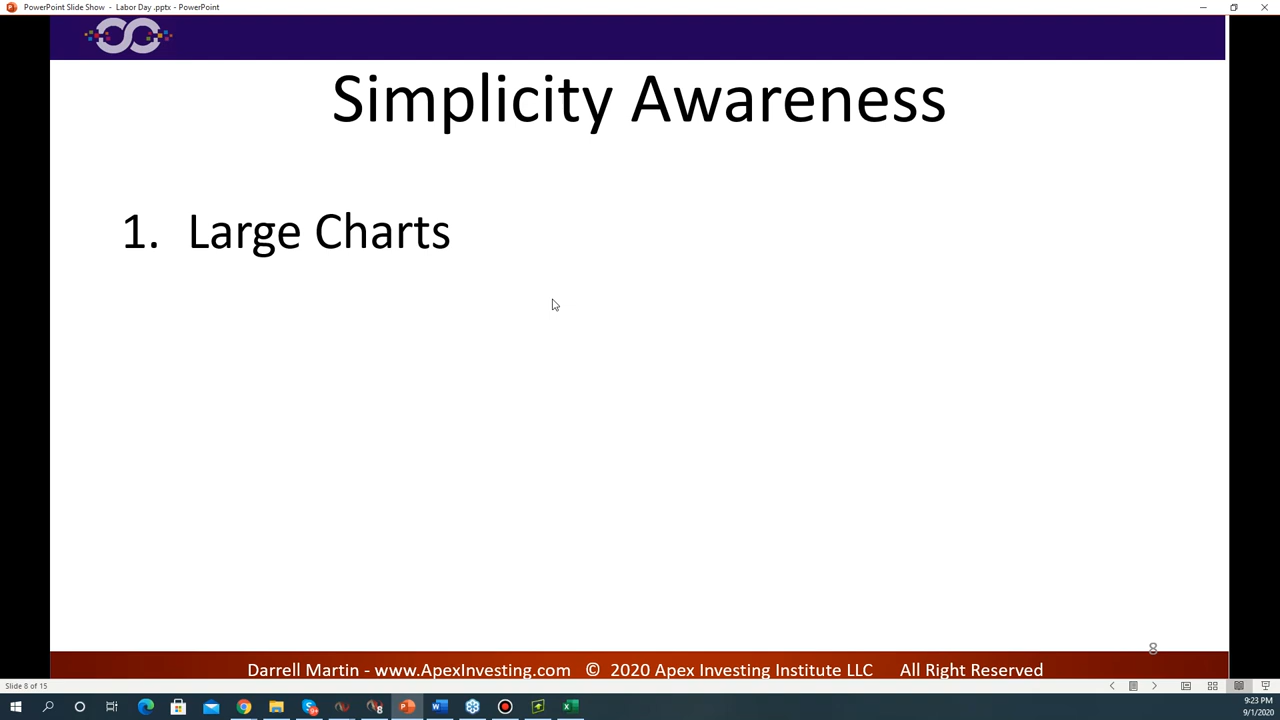 PowerPoint Slide Show - Labor Day .pptx - PowerPoint
Simplicity Awareness
1. Large Charts
8
Darrell Martin - www.ApexInvesting.com © 2020 Apex Investing Institute LLC All Right Reserved
Slide 8 of 15
9:23 PM
9/1/2020